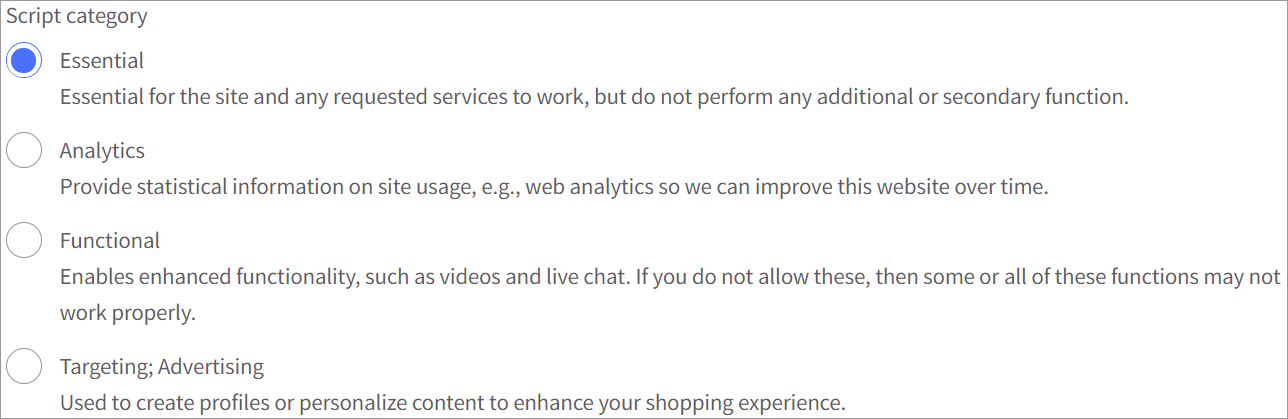 Script category
Essential
Essential for the site and any requested services to work, but do not perform any additional or secondary function.
Analytics
Provide statistical information on site usage, e.g., web analytics so we can improve this website over time.
Functional
Enables enhanced functionality, such as videos and live chat. If you do not allow these, then some or all of these functions may not
work properly.
Targeting; Advertising
Used to create profiles or personalize content to enhance your shopping experience.